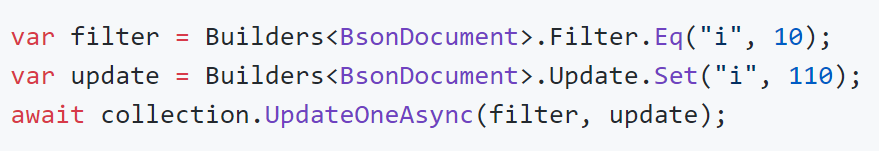 var filter = Builders<BsonDocument>.Filter.Eq("i", 10);
var update = Builders<BsonDocument>.Update.Set("i", 110);
await collection.UpdateOneAsync(filter, update);